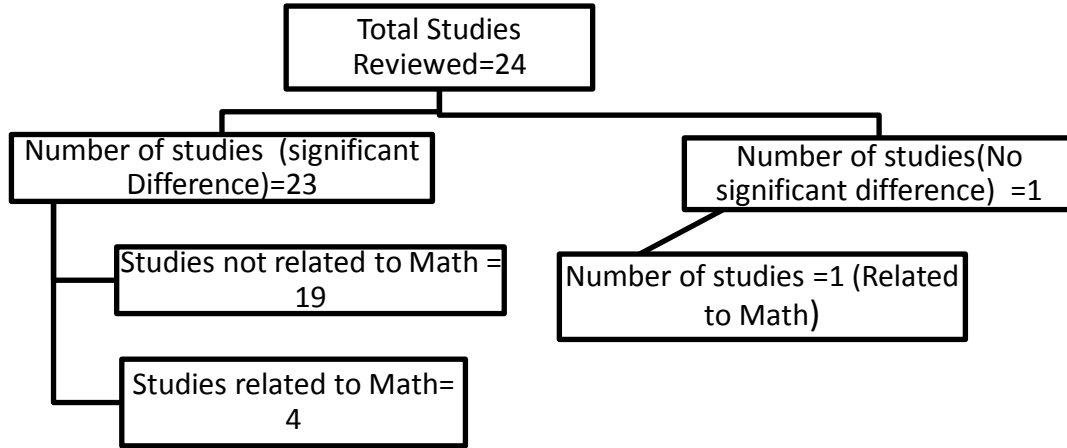 Total Studies
Reviewed=24
Number of studies (significant
Difference)=23
Number of studies(No
significant difference) =1
Studies not related to Math =
19
Number of studies =1 (Related
to Math)
Studies related to Math=
4